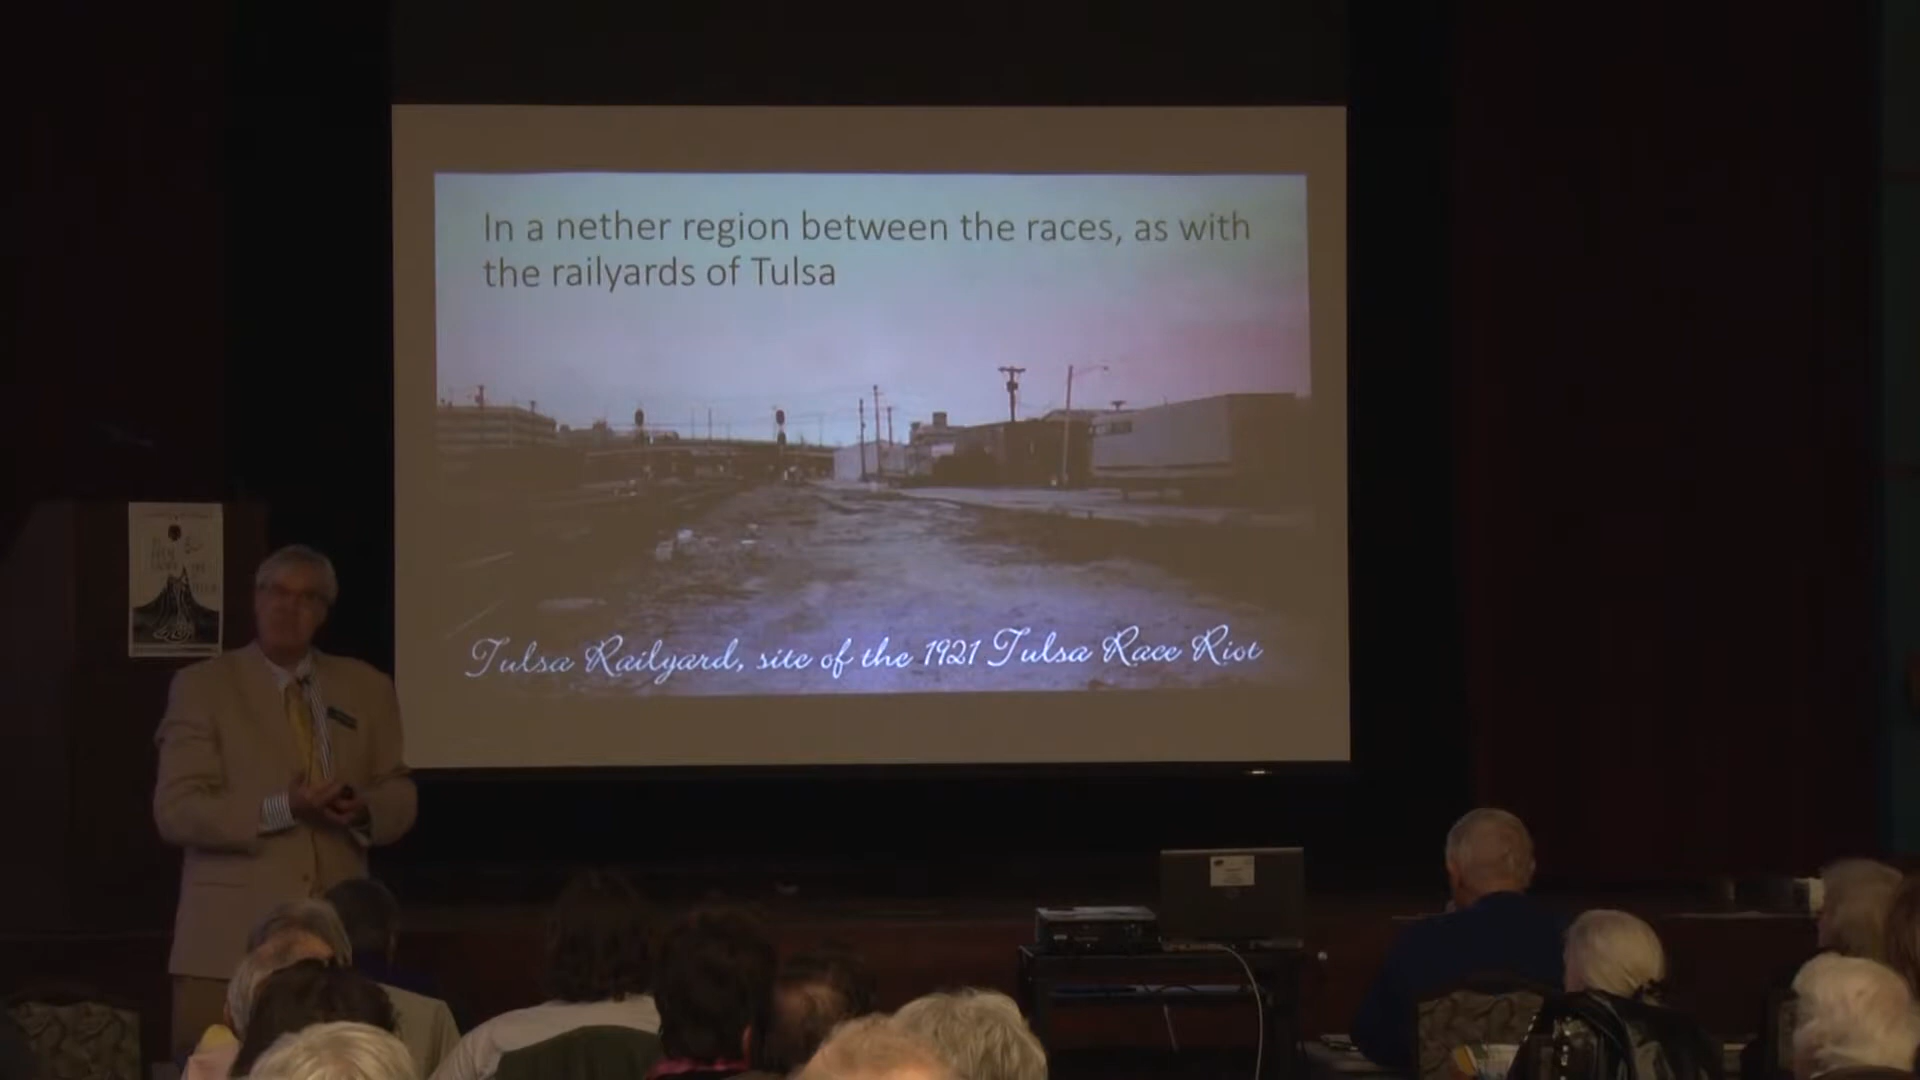 In a nether region between the races, as with
the railyards of Tulsa
Tulsa Railyard, site of the 1921 Tulsa Race Riot